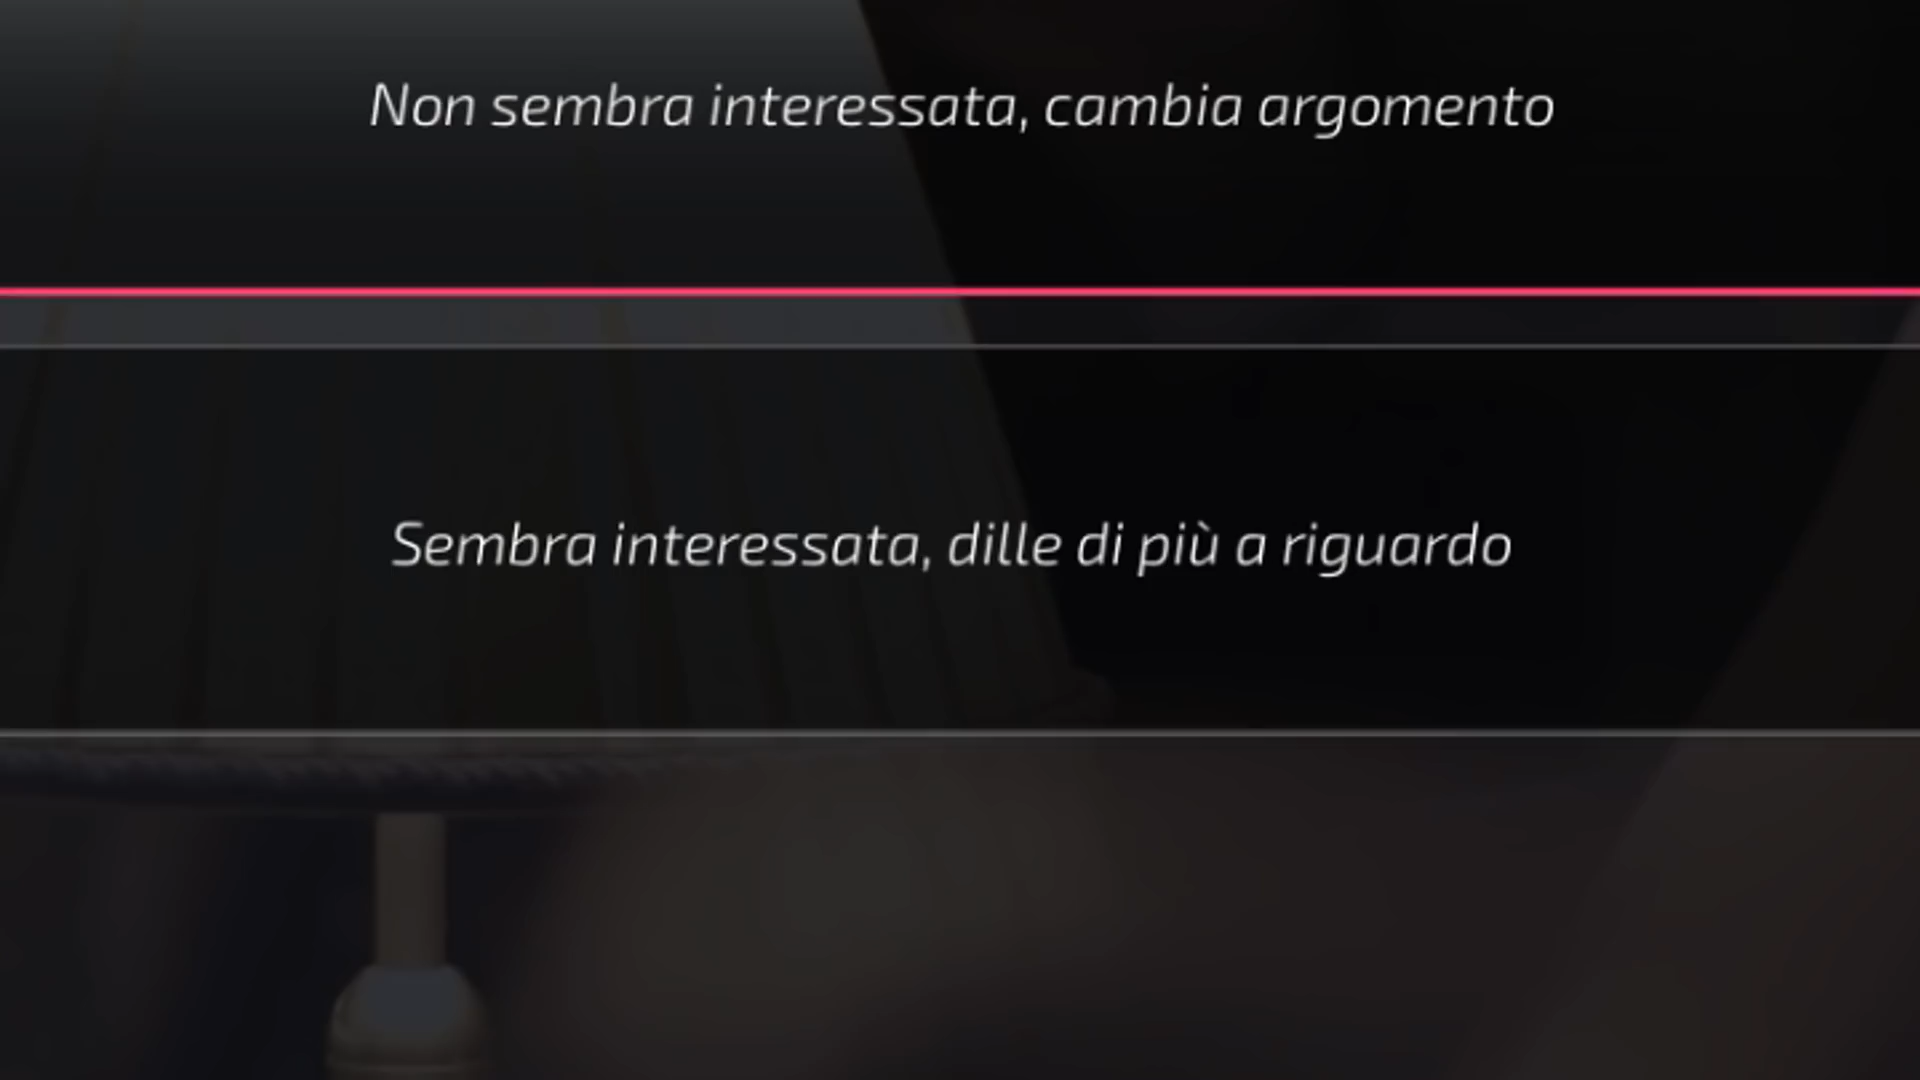 Non sembra interessata, cambia argomento
Sembra interessata, dille di più a riguardo